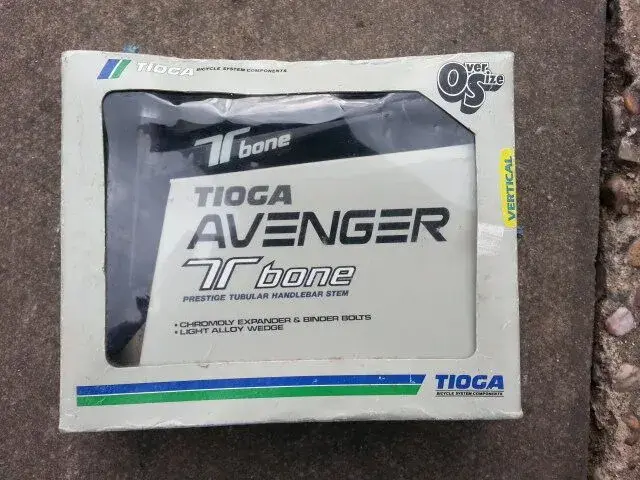 TIOGA BICYCLE SYSTEM COMPONENTS
Over Size
T bone
VERTICAL
TIOGA
AVENGER
T bone
PRESTIGE TUBULAR HANDLEBAR STEM
• CHROMOLY EXPANDER & BINDER BOLTS
• LIGHT ALLOY WEDGE
TIOGA
BICYCLE SYSTEM COMPONENTS